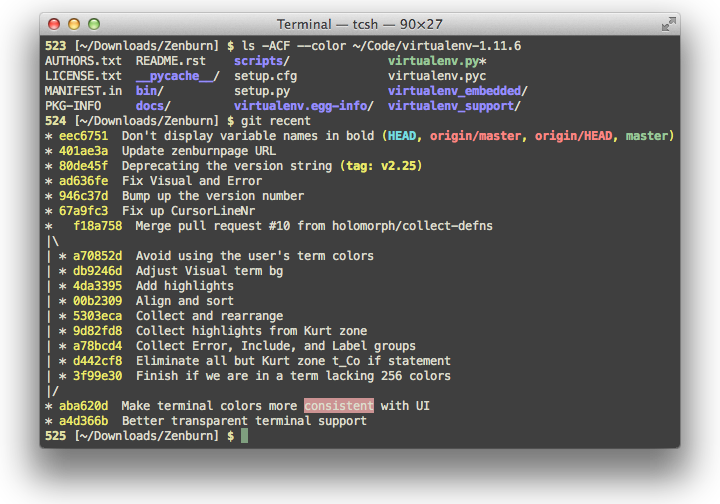 Terminal — tcsh — 90×27
523 [~/Downloads/Zenburn] $ ls -ACF --color ~/Code/virtualenv-1.11.6
AUTHORS.txt  README.rst    scripts/              virtualenv.py*
LICENSE.txt  __pycache__/  setup.cfg             virtualenv.pyc
MANIFEST.in  bin/          setup.py              virtualenv_embedded/
PKG-INFO     docs/         virtualenv.egg-info/  virtualenv_support/
524 [~/Downloads/Zenburn] $ git recent
* eec6751  Don't display variable names in bold (HEAD, origin/master, origin/HEAD, master)
* 401ae3a  Update zenburnpage URL
* 80de45f  Deprecating the version string (tag: v2.25)
* ad636fe  Fix Visual and Error
* 946c37d  Bump up the version number
* 67a9fc3  Fix up CursorLineNr
*   f18a758  Merge pull request #10 from holomorph/collect-defns
|\
| * a70852d  Avoid using the user's term colors
| * db9246d  Adjust Visual term bg
| * 4da3395  Add highlights
| * 00b2309  Align and sort
| * 5303eca  Collect and rearrange
| * 9d82fd8  Collect highlights from Kurt zone
| * a78bcd4  Collect Error, Include, and Label groups
| * d442cf8  Eliminate all but Kurt zone t_Co if statement
| * 3f99e30  Finish if we are in a term lacking 256 colors
|/
* aba620d  Make terminal colors more consistent with UI
* a4d366b  Better transparent terminal support
525 [~/Downloads/Zenburn] $